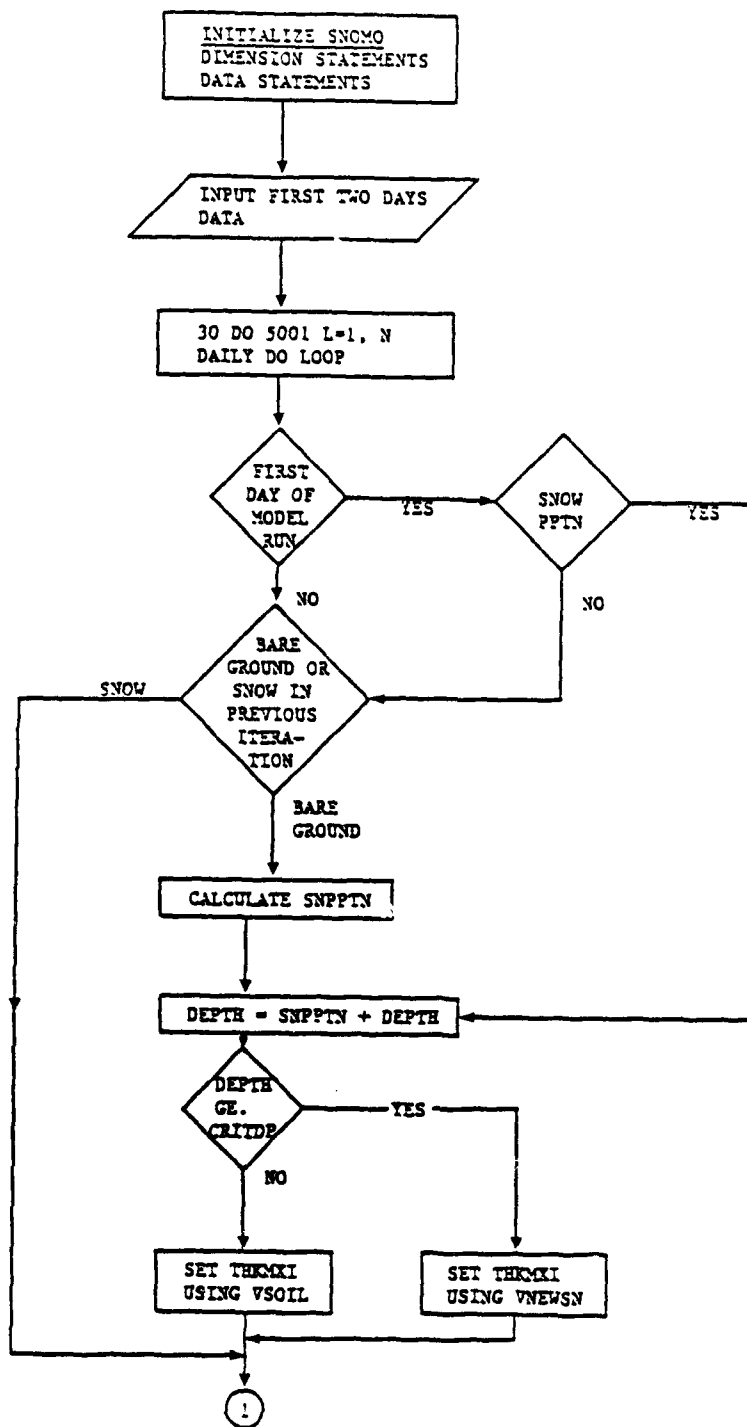 INITIALIZE SNOMO
DIMENSION STATEMENTS
DATA STATEMENTS
INPUT FIRST TWO DAYS
DATA
30 DO 5001 L=1, N
DAILY DO LOOP
FIRST
DAY OF
MODEL
RUN
YES
SNOW
PPTN
YES
NO
NO
BARE
GROUND OR
SNOW IN
PREVIOUS
ITERA-
TION
SNOW
BARE
GROUND
CALCULATE SNPPTN
DEPTH = SNPPTN + DEPTH
DEPTH
GE.
CRITDP
YES
NO
SET THKMXI
USING VSOIL
SET THKMXI
USING VNEWSN
1